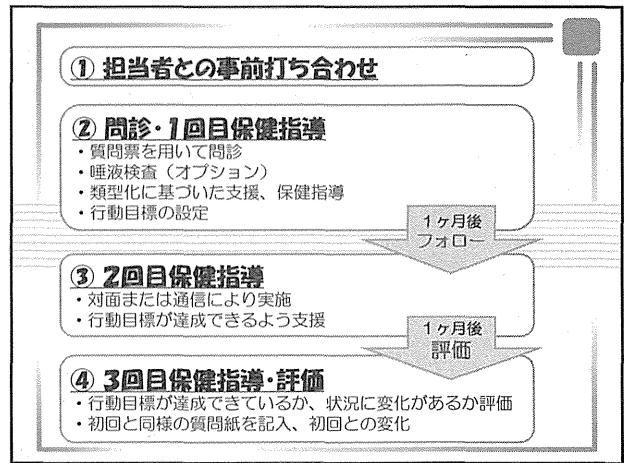 ① 担当者との事前打ち合わせ
② 問診・1回目保健指導
・質問票を用いて問診
・唾液検査（オプション）
・類型化に基づいた支援、保健指導
・行動目標の設定
1ヶ月後
フォロー
③ 2回目保健指導
・対面または通信により実施
・行動目標が達成できるよう支援
1ヶ月後
評価
④ 3回目保健指導・評価
・行動目標が達成できているか、状況に変化があるか評価
・初回と同様の質問紙を記入、初回との変化